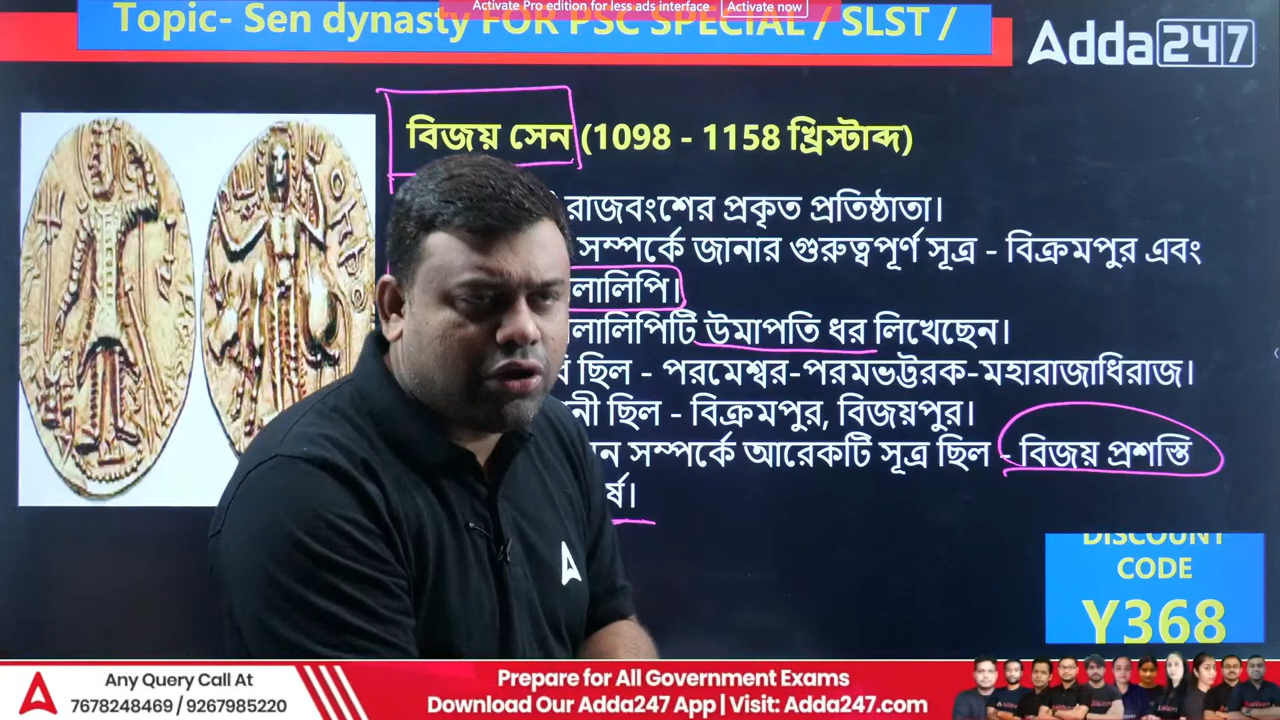 Activate Pro edition for less ads interface Activate now
Topic- Sen dynasty FOR PSC SPECIAL / SLST /
Adda247
বিজয় সেন (1098 - 1158 খ্রিস্টাব্দ)
রাজবংশের প্রকৃত প্রতিষ্ঠাতা।
সম্পর্কে জানার গুরুত্বপূর্ণ সূত্র - বিক্রমপুর এবং
লালিপি।
লালিপিটি উমাপতি ধর লিখেছেন।
ছিল - পরমেশ্বর-পরমভট্টরক-মহারাজাধিরাজ।
নী ছিল - বিক্রমপুর, বিজয়পুর।
ন সম্পর্কে আরেকটি সূত্র ছিল - বিজয় প্রশস্তি
র্ষ।
DISCOUNT
CODE
Y368
Any Query Call At
7678248469 / 9267985220
Prepare for All Government Exams
Download Our Adda247 App | Visit: Adda247.com